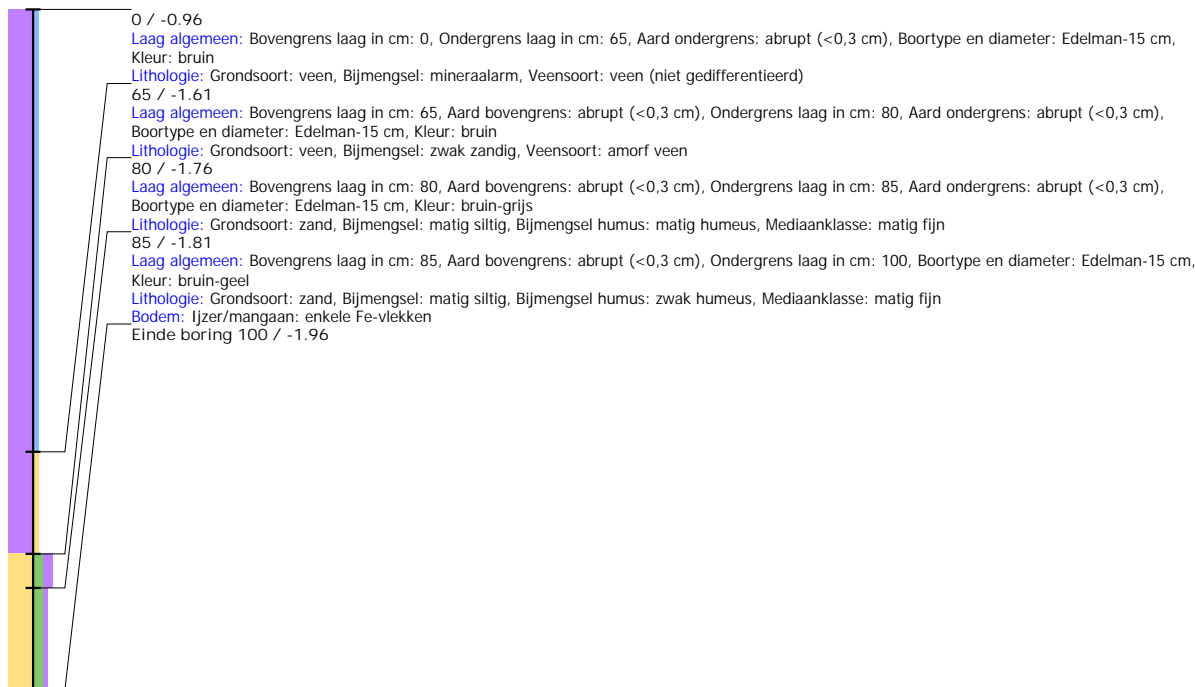 0 / -0.96
Laag algemeen: Bovengrens laag in cm: 0, Ondergrens laag in cm: 65, Aard ondergrens: abrupt (<0,3 cm), Boortype en diameter: Edelman-15 cm,
Kleur: bruin
Lithologie: Grondsoort: veen, Bijmengsel: mineraalarm, Veensoort: veen (niet gedifferentieerd)
65 / -1.61
Laag algemeen: Bovengrens laag in cm: 65, Aard bovengrens: abrupt (<0,3 cm), Ondergrens laag in cm: 80, Aard ondergrens: abrupt (<0,3 cm),
Boortype en diameter: Edelman-15 cm, Kleur: bruin
Lithologie: Grondsoort: veen, Bijmengsel: zwak zandig, Veensoort: amorf veen
80 / -1.76
Laag algemeen: Bovengrens laag in cm: 80, Aard bovengrens: abrupt (<0,3 cm), Ondergrens laag in cm: 85, Aard ondergrens: abrupt (<0,3 cm),
Boortype en diameter: Edelman-15 cm, Kleur: bruin-grijs
Lithologie: Grondsoort: zand, Bijmengsel: matig siltig, Bijmengsel humus: matig humeus, Mediaanklasse: matig fijn
85 / -1.81
Laag algemeen: Bovengrens laag in cm: 85, Aard bovengrens: abrupt (<0,3 cm), Ondergrens laag in cm: 100, Boortype en diameter: Edelman-15 cm,
Kleur: bruin-geel
Lithologie: Grondsoort: zand, Bijmengsel: matig siltig, Bijmengsel humus: zwak humeus, Mediaanklasse: matig fijn
Bodem: Ijzer/mangaan: enkele Fe-vlekken
Einde boring 100 / -1.96